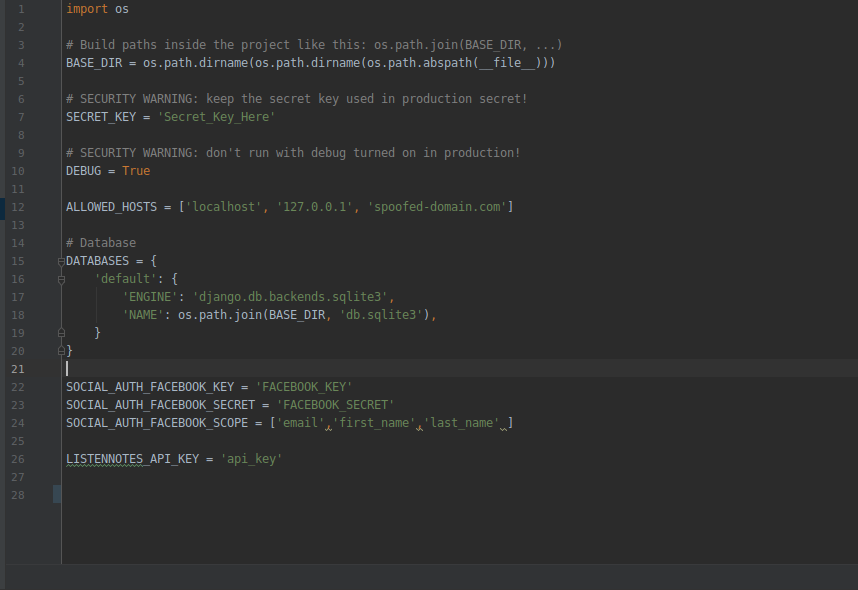 1 import os
2
3 # Build paths inside the project like this: os.path.join(BASE_DIR, ...)
4 BASE_DIR = os.path.dirname(os.path.dirname(os.path.abspath(__file__)))
5
6 # SECURITY WARNING: keep the secret key used in production secret!
7 SECRET_KEY = 'Secret_Key_Here'
8
9 # SECURITY WARNING: don't run with debug turned on in production!
10 DEBUG = True
11
12 ALLOWED_HOSTS = ['localhost', '127.0.0.1', 'spoofed-domain.com']
13
14 # Database
15 DATABASES = {
16     'default': {
17         'ENGINE': 'django.db.backends.sqlite3',
18         'NAME': os.path.join(BASE_DIR, 'db.sqlite3'),
19     }
20 }
21
22 SOCIAL_AUTH_FACEBOOK_KEY = 'FACEBOOK_KEY'
23 SOCIAL_AUTH_FACEBOOK_SECRET = 'FACEBOOK_SECRET'
24 SOCIAL_AUTH_FACEBOOK_SCOPE = ['email','first_name','last_name' ]
25
26 LISTENNOTES_API_KEY = 'api_key'
27
28